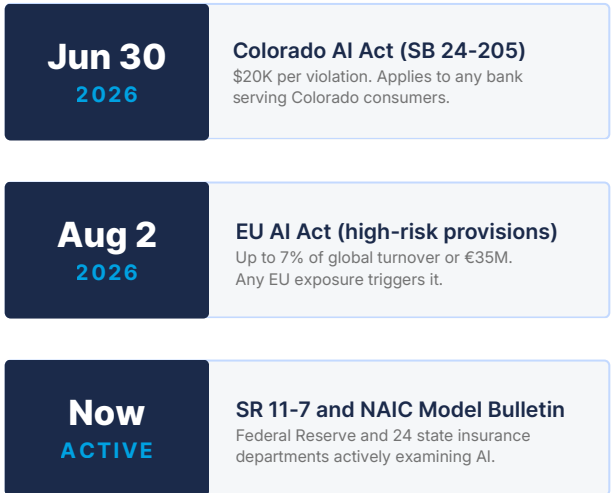 Jun 30
2026
Colorado AI Act (SB 24-205)
$20K per violation. Applies to any bank
serving Colorado consumers.
Aug 2
2026
EU AI Act (high-risk provisions)
Up to 7% of global turnover or €35M.
Any EU exposure triggers it.
Now
ACTIVE
SR 11-7 and NAIC Model Bulletin
Federal Reserve and 24 state insurance
departments actively examining AI.